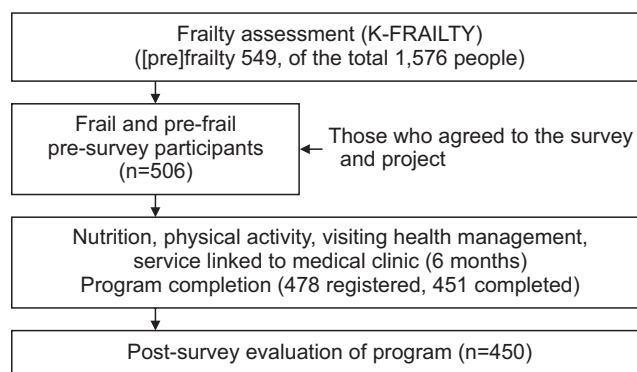 Frailty assessment (K-FRAILTY)
([pre]frailty 549, of the total 1,576 people)
Frail and pre-frail
pre-survey participants
(n=506)
Those who agreed to the survey
and project
Nutrition, physical activity, visiting health management,
service linked to medical clinic (6 months)
Program completion (478 registered, 451 completed)
Post-survey evaluation of program (n=450)